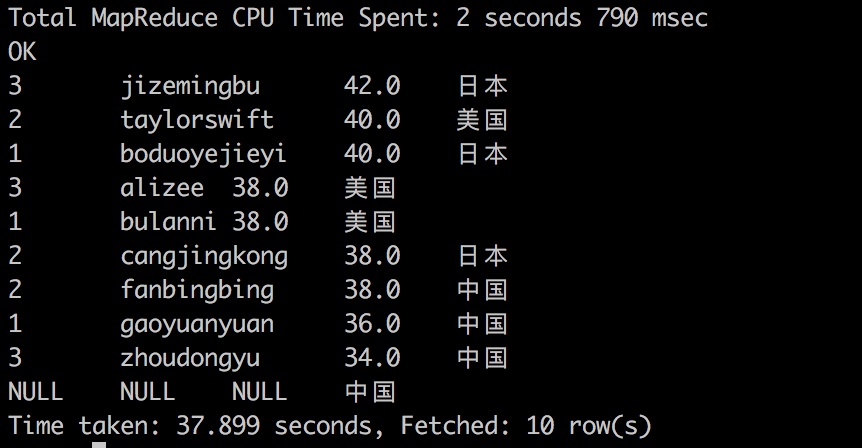 Total MapReduce CPU Time Spent: 2 seconds 790 msec
OK
3 jizemingbu 42.0 日本
2 taylorswift 40.0 美国
1 boduoyejieyi 40.0 日本
3 alizee 38.0 美国
1 bulanni 38.0 美国
2 cangjingkong 38.0 日本
2 fanbingbing 38.0 中国
1 gaoyuanyuan 36.0 中国
3 zhoudongyu 34.0 中国
NULL NULL NULL 中国
Time taken: 37.899 seconds, Fetched: 10 row(s)